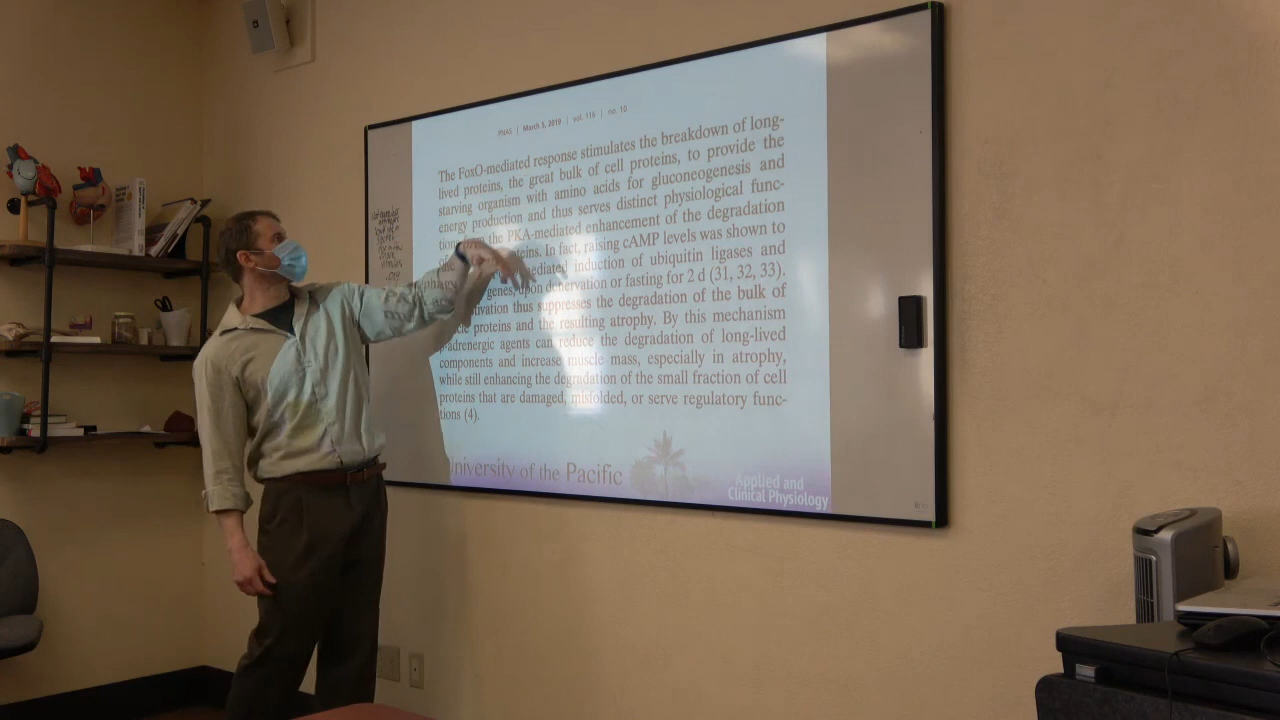 PNAS | March 5, 2019 | vol. 116 | no. 10
The FoxO-mediated response stimulates the breakdown of long-
lived proteins, the great bulk of cell proteins, to provide the
starving organism with amino acids for gluconeogenesis and
energy production and thus serves distinct physiological func-
tions from the PKA-mediated enhancement of the degradation
proteins. In fact, raising cAMP levels was shown to
mediated induction of ubiquitin ligases and
phagy genes, upon denervation or fasting for 2 d (31, 32, 33).
activation thus suppresses the degradation of the bulk of
muscle proteins and the resulting atrophy. By this mechanism
β-adrenergic agents can reduce the degradation of long-lived
components and increase muscle mass, especially in atrophy,
while still enhancing the degradation of the small fraction of cell
proteins that are damaged, misfolded, or serve regulatory func-
tions (4).
University of the Pacific
Applied and
Clinical Physiology